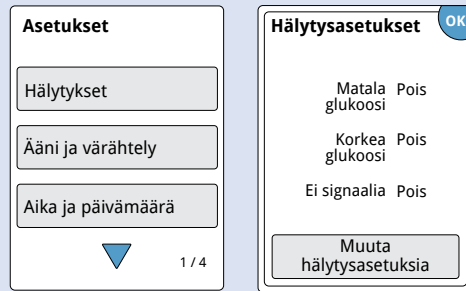 Asetukset
Hälytykset
Ääni ja värähtely
Aika ja päivämäärä
1 / 4
Hälytysasetukset
OK
Matala Pois
glukoosi
Korkea Pois
glukoosi
Ei signaalia Pois
Muuta
hälytysasetuksia